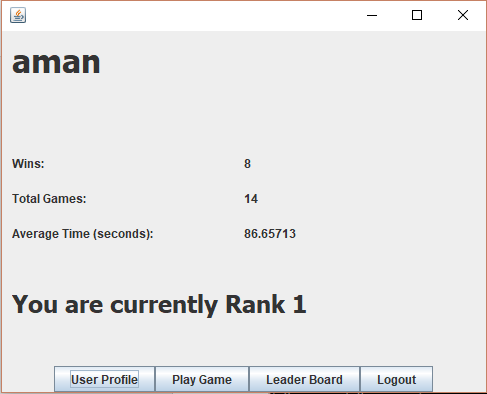 aman
Wins: 8
Total Games: 14
Average Time (seconds): 86.65713
You are currently Rank 1
User Profile Play Game Leader Board Logout